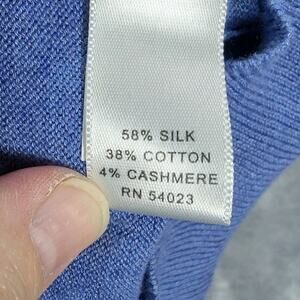 58% SILK
38% COTTON
4% CASHMERE
RN 54023